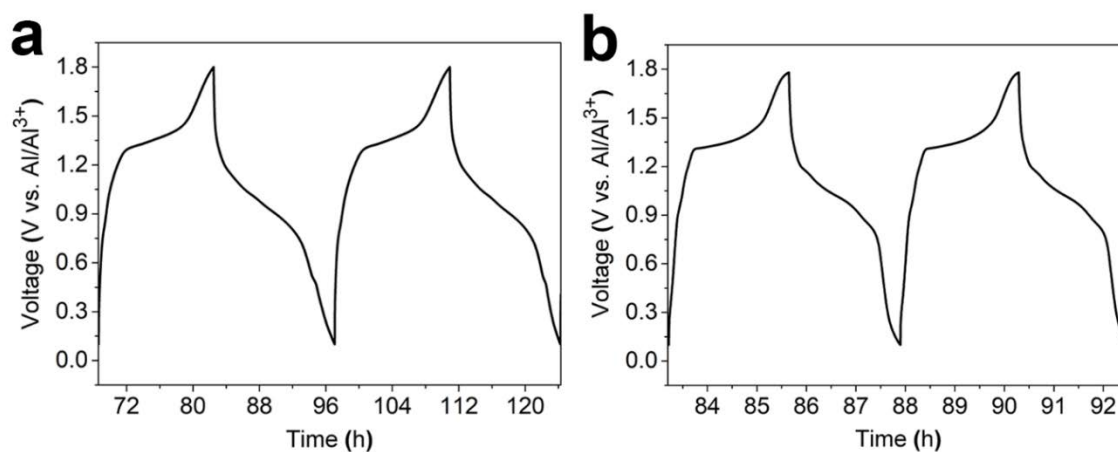 a
1.8
1.5
1.2
0.9
0.6
0.3
0.0
Voltage (V vs. Al/Al³⁺)
72 80 88 96 104 112 120
Time (h)
b
1.8
1.5
1.2
0.9
0.6
0.3
0.0
Voltage (V vs. Al/Al³⁺)
84 85 86 87 88 89 90 91 92
Time (h)